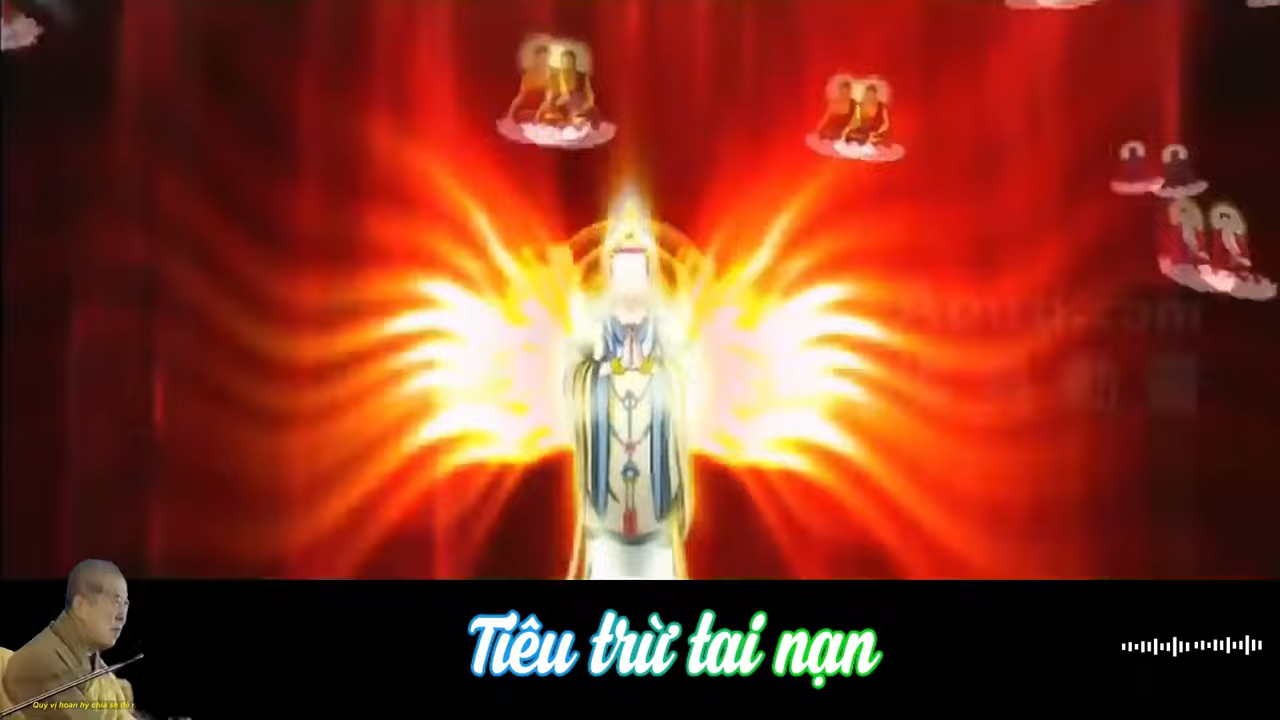 Tiêu trừ tai nạn
Quý vị hoan hỷ chia sẻ để